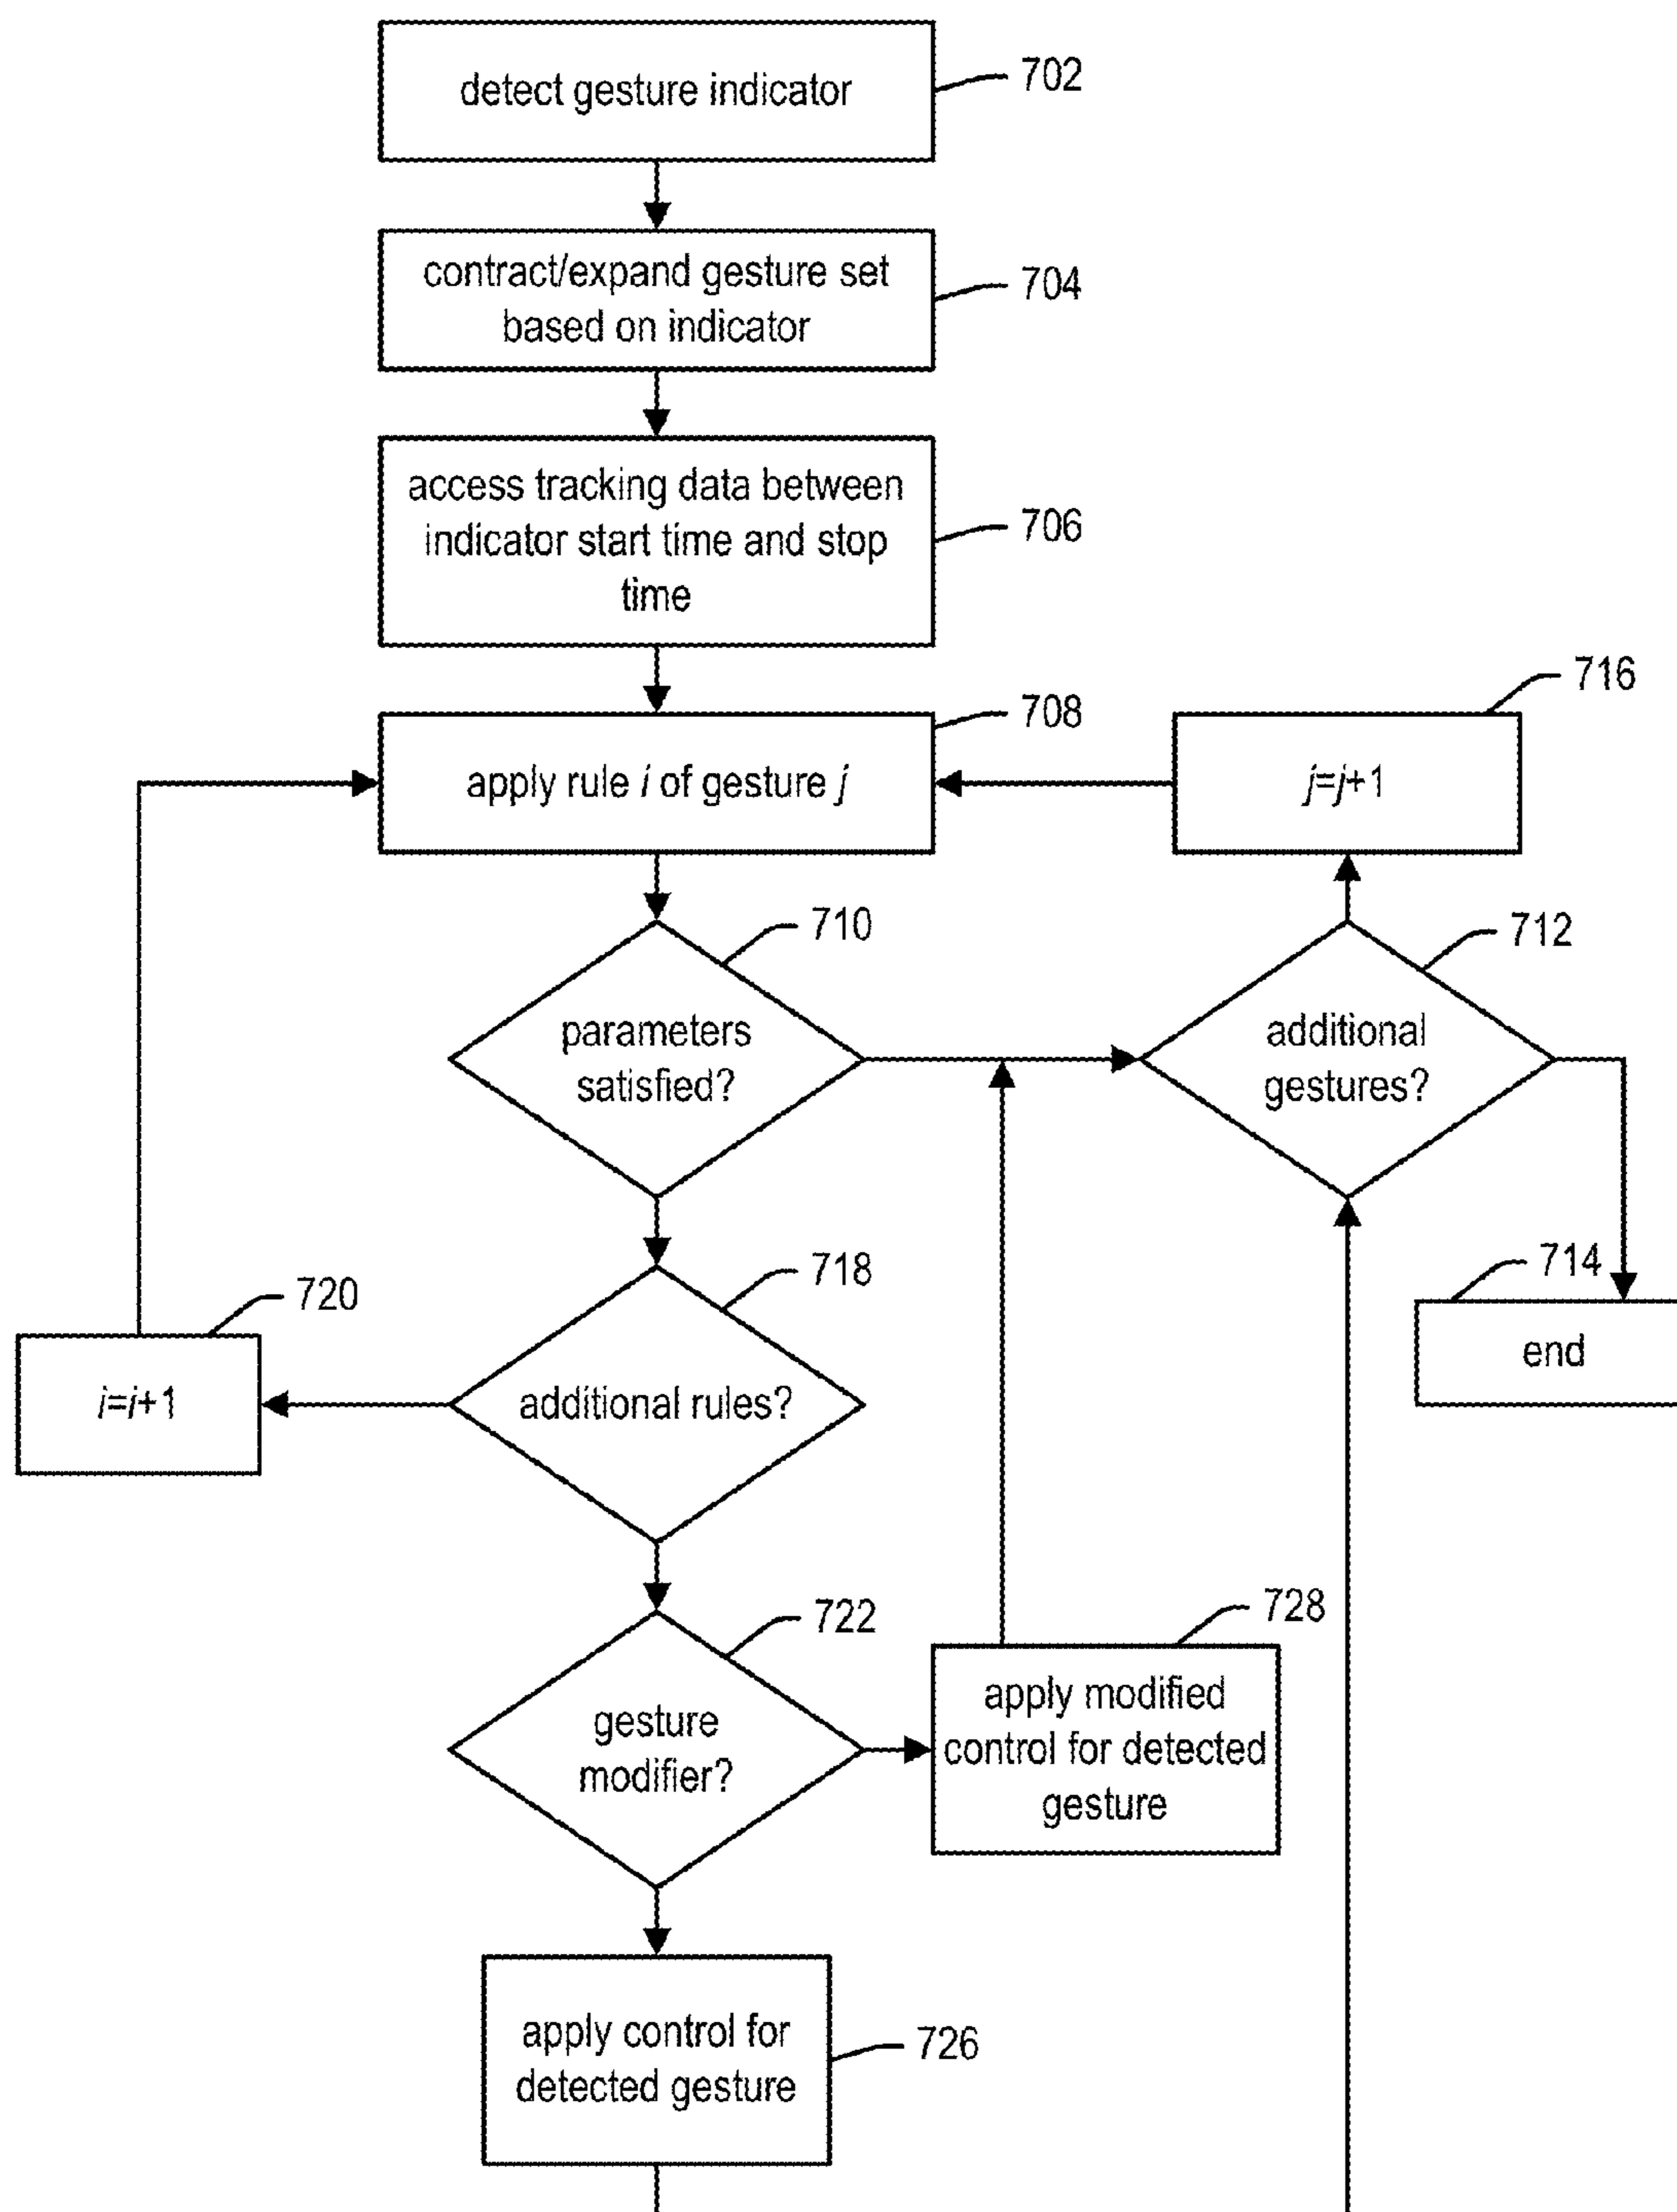 detect gesture indicator
702
contract/expand gesture set
based on indicator
704
access tracking data between
indicator start time and stop
time
706
apply rule i of gesture j
708
j=j+1
716
parameters
satisfied?
710
additional
gestures?
712
end
714
additional rules?
718
i=i+1
720
gesture
modifier?
722
apply modified
control for detected
gesture
728
apply control for
detected gesture
726